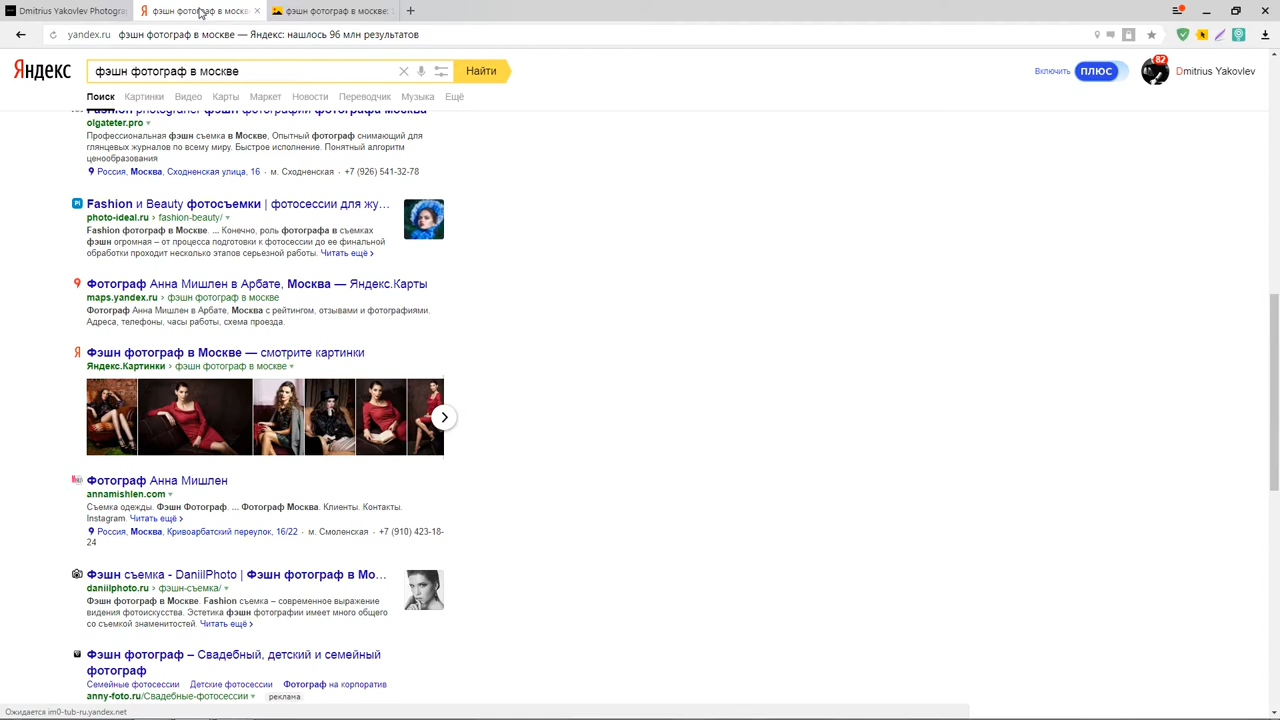 Dmitrius Yakovlev Photogra
фэшн фотограф в москве
фэшн фотограф в москве:
yandex.ru фэшн фотограф в москве — Яндекс: нашлось 96 млн результатов
Яндекс
фэшн фотограф в москве
Найти
Включить ПЛЮС
82
Dmitrius Yakovlev
Поиск Картинки Видео Карты Маркет Новости Переводчик Музыка Ещё
Fashion photografer фэшн фотографии фотографа Москва
olgateter.pro
Профессиональная фэшн съемка в Москве, Опытный фотограф снимающий для
глянцевых журналов по всему миру. Быстрое исполнение. Понятный алгоритм
ценообразования
Россия, Москва, Сходненская улица, 16 · м. Сходненская · +7 (926) 541-32-78
Fashion и Beauty фотосъемки | фотосессии для жу...
photo-ideal.ru › fashion-beauty/
Fashion фотограф в Москве. ... Конечно, роль фотографа в съемках
фэшн огромная – от процесса подготовки к фотосессии до ее финальной
обработки проходит несколько этапов серьезной работы. Читать ещё ›
Фотограф Анна Мишлен в Арбате, Москва — Яндекс.Карты
maps.yandex.ru › фэшн фотограф в москве
Фотограф Анна Мишлен в Арбате, Москва с рейтингом, отзывами и фотографиями.
Адреса, телефоны, часы работы, схема проезда.
Фэшн фотограф в Москве — смотрите картинки
Яндекс.Картинки › фэшн фотограф в москве
Фотограф Анна Мишлен
annamishlen.com
Съемка одежды. Фэшн Фотограф. ... Фотограф Москва. Клиенты. Контакты.
Instagram. Читать ещё ›
Россия, Москва, Кривоарбатский переулок, 16/22 · м. Смоленская · +7 (910) 423-18-
24
Фэшн съемка - DaniilPhoto | Фэшн фотограф в Мо...
daniilphoto.ru › фэшн-съемка/
Фэшн фотограф в Москве. Fashion съемка – современное выражение
видения фотоискусства. Эстетика фэшн фотографии имеет много общего
со съемкой знаменитостей. Читать ещё ›
Фэшн фотограф – Свадебный, детский и семейный
фотограф
Семейные фотосессии Детские фотосессии Фотограф на корпоратив
anny-foto.ru/Свадебные-фотосессии реклама
Ожидается im0-tub-ru.yandex.net